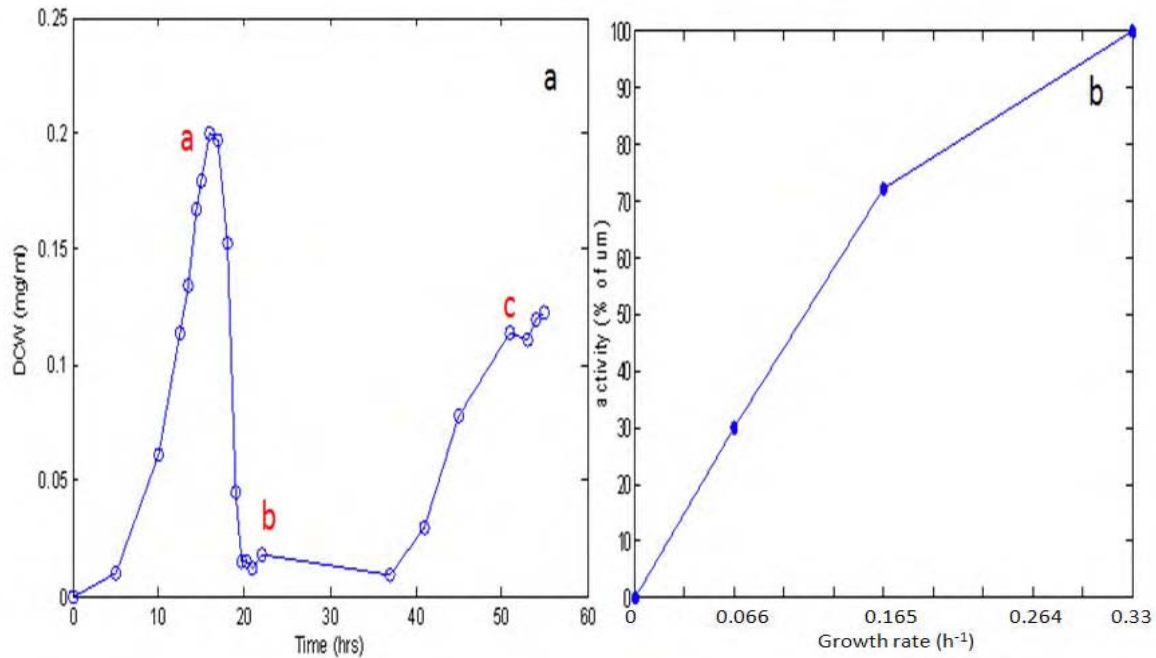 0.25
0.2
0.15
0.1
0.05
0
DCW (mg/ml)
0 10 20 30 40 50 60
Time (hrs)
a
a
b
c
100
90
80
70
60
50
40
30
20
10
0
activity (% of um)
0 0.066 0.165 0.264 0.33
Growth rate (h⁻¹)
b